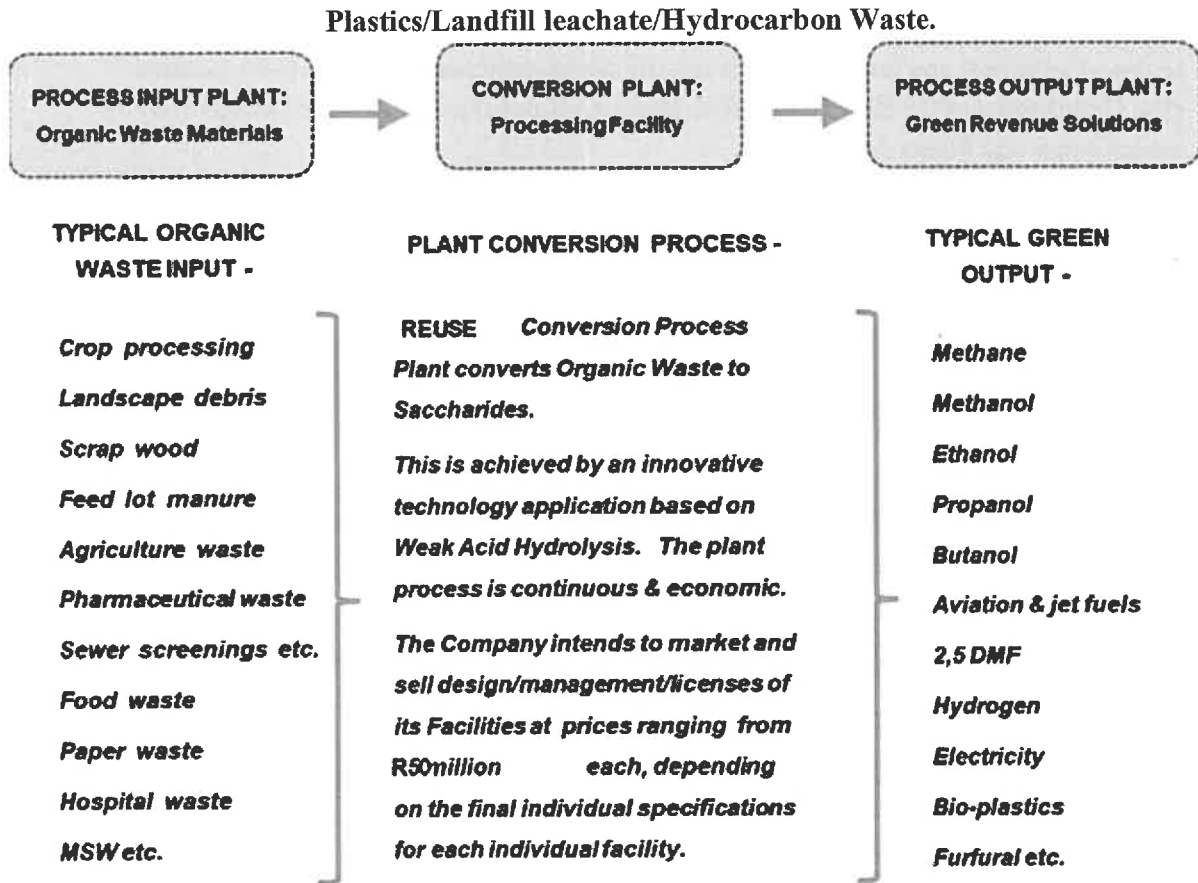 Plastics/Landfill leachate/Hydrocarbon Waste.
PROCESS INPUT PLANT:
Organic Waste Materials
CONVERSION PLANT:
Processing Facility
PROCESS OUTPUT PLANT:
Green Revenue Solutions
TYPICAL ORGANIC
WASTE INPUT -
Crop processing
Landscape debris
Scrap wood
Feed lot manure
Agriculture waste
Pharmaceutical waste
Sewer screenings etc.
Food waste
Paper waste
Hospital waste
MSW etc.
PLANT CONVERSION PROCESS -
REUSE Conversion Process
Plant converts Organic Waste to
Saccharides.
This is achieved by an innovative
technology application based on
Weak Acid Hydrolysis. The plant
process is continuous & economic.
The Company intends to market and
sell design/management/licenses of
its Facilities at prices ranging from
R50million each, depending
on the final individual specifications
for each individual facility.
TYPICAL GREEN
OUTPUT -
Methane
Methanol
Ethanol
Propanol
Butanol
Aviation & jet fuels
2,5 DMF
Hydrogen
Electricity
Bio-plastics
Furfural etc.